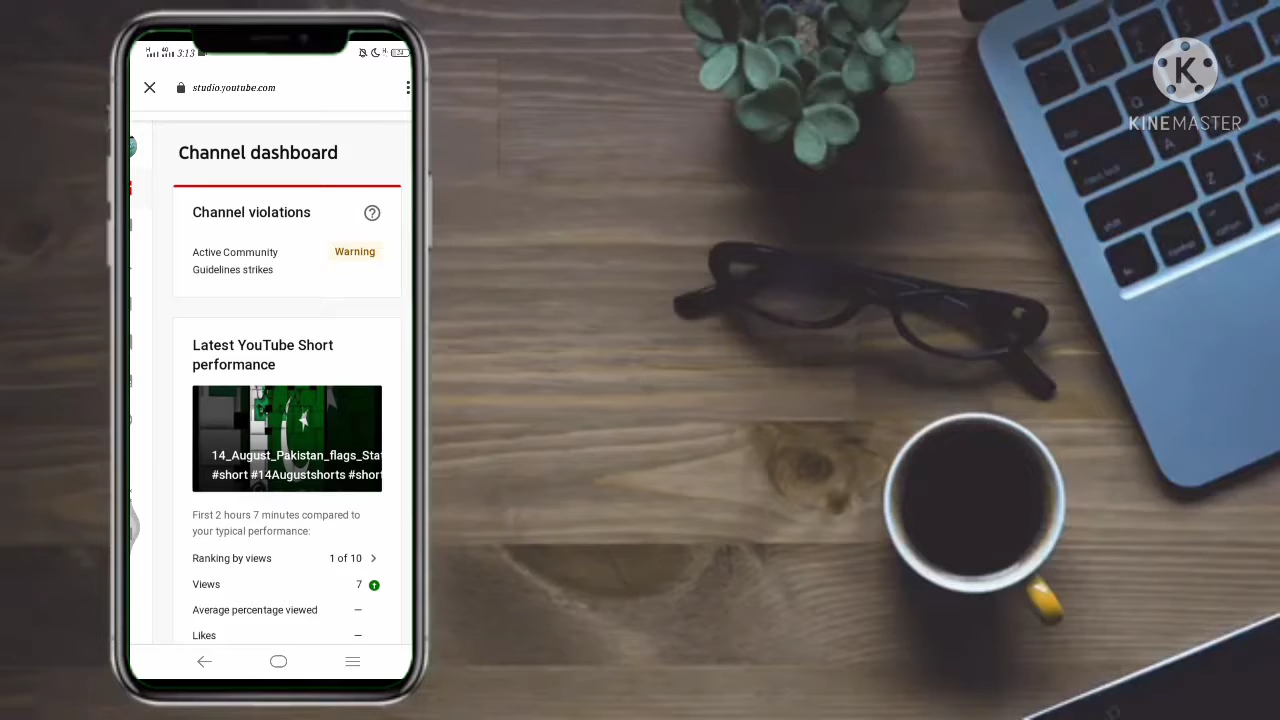 3:13
studio.youtube.com
Channel dashboard
Channel violations
Active Community
Guidelines strikes
Warning
Latest YouTube Short
performance
14_August_Pakistan_flags_Sta
#short #14Augustshorts #short
First 2 hours 7 minutes compared to
your typical performance:
Ranking by views 1 of 10
Views 7
Average percentage viewed —
Likes —
K
KINEMASTER